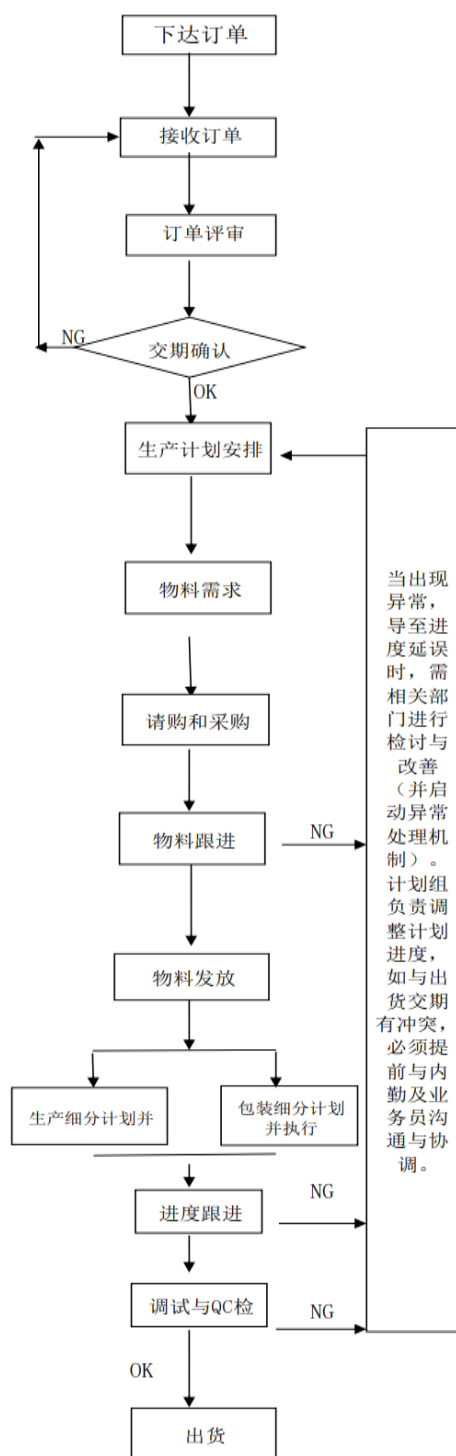 下达订单
接收订单
订单评审
NG
交期确认
OK
生产计划安排
物料需求
请购和采购
物料跟进
NG
物料发放
生产细分计划并
包装细分计划
并执行
进度跟进
NG
调试与QC检
NG
OK
出货
当出现
异常，
导至进
度延误
时，需
相关部
门进行
检讨与
改善
（并启
动异常
处理机
制）。
计划组
负责调
整计划
进度，
如与出
货交期
有冲突，
必须提
前与内
勤及业
务员沟
通与协
调。